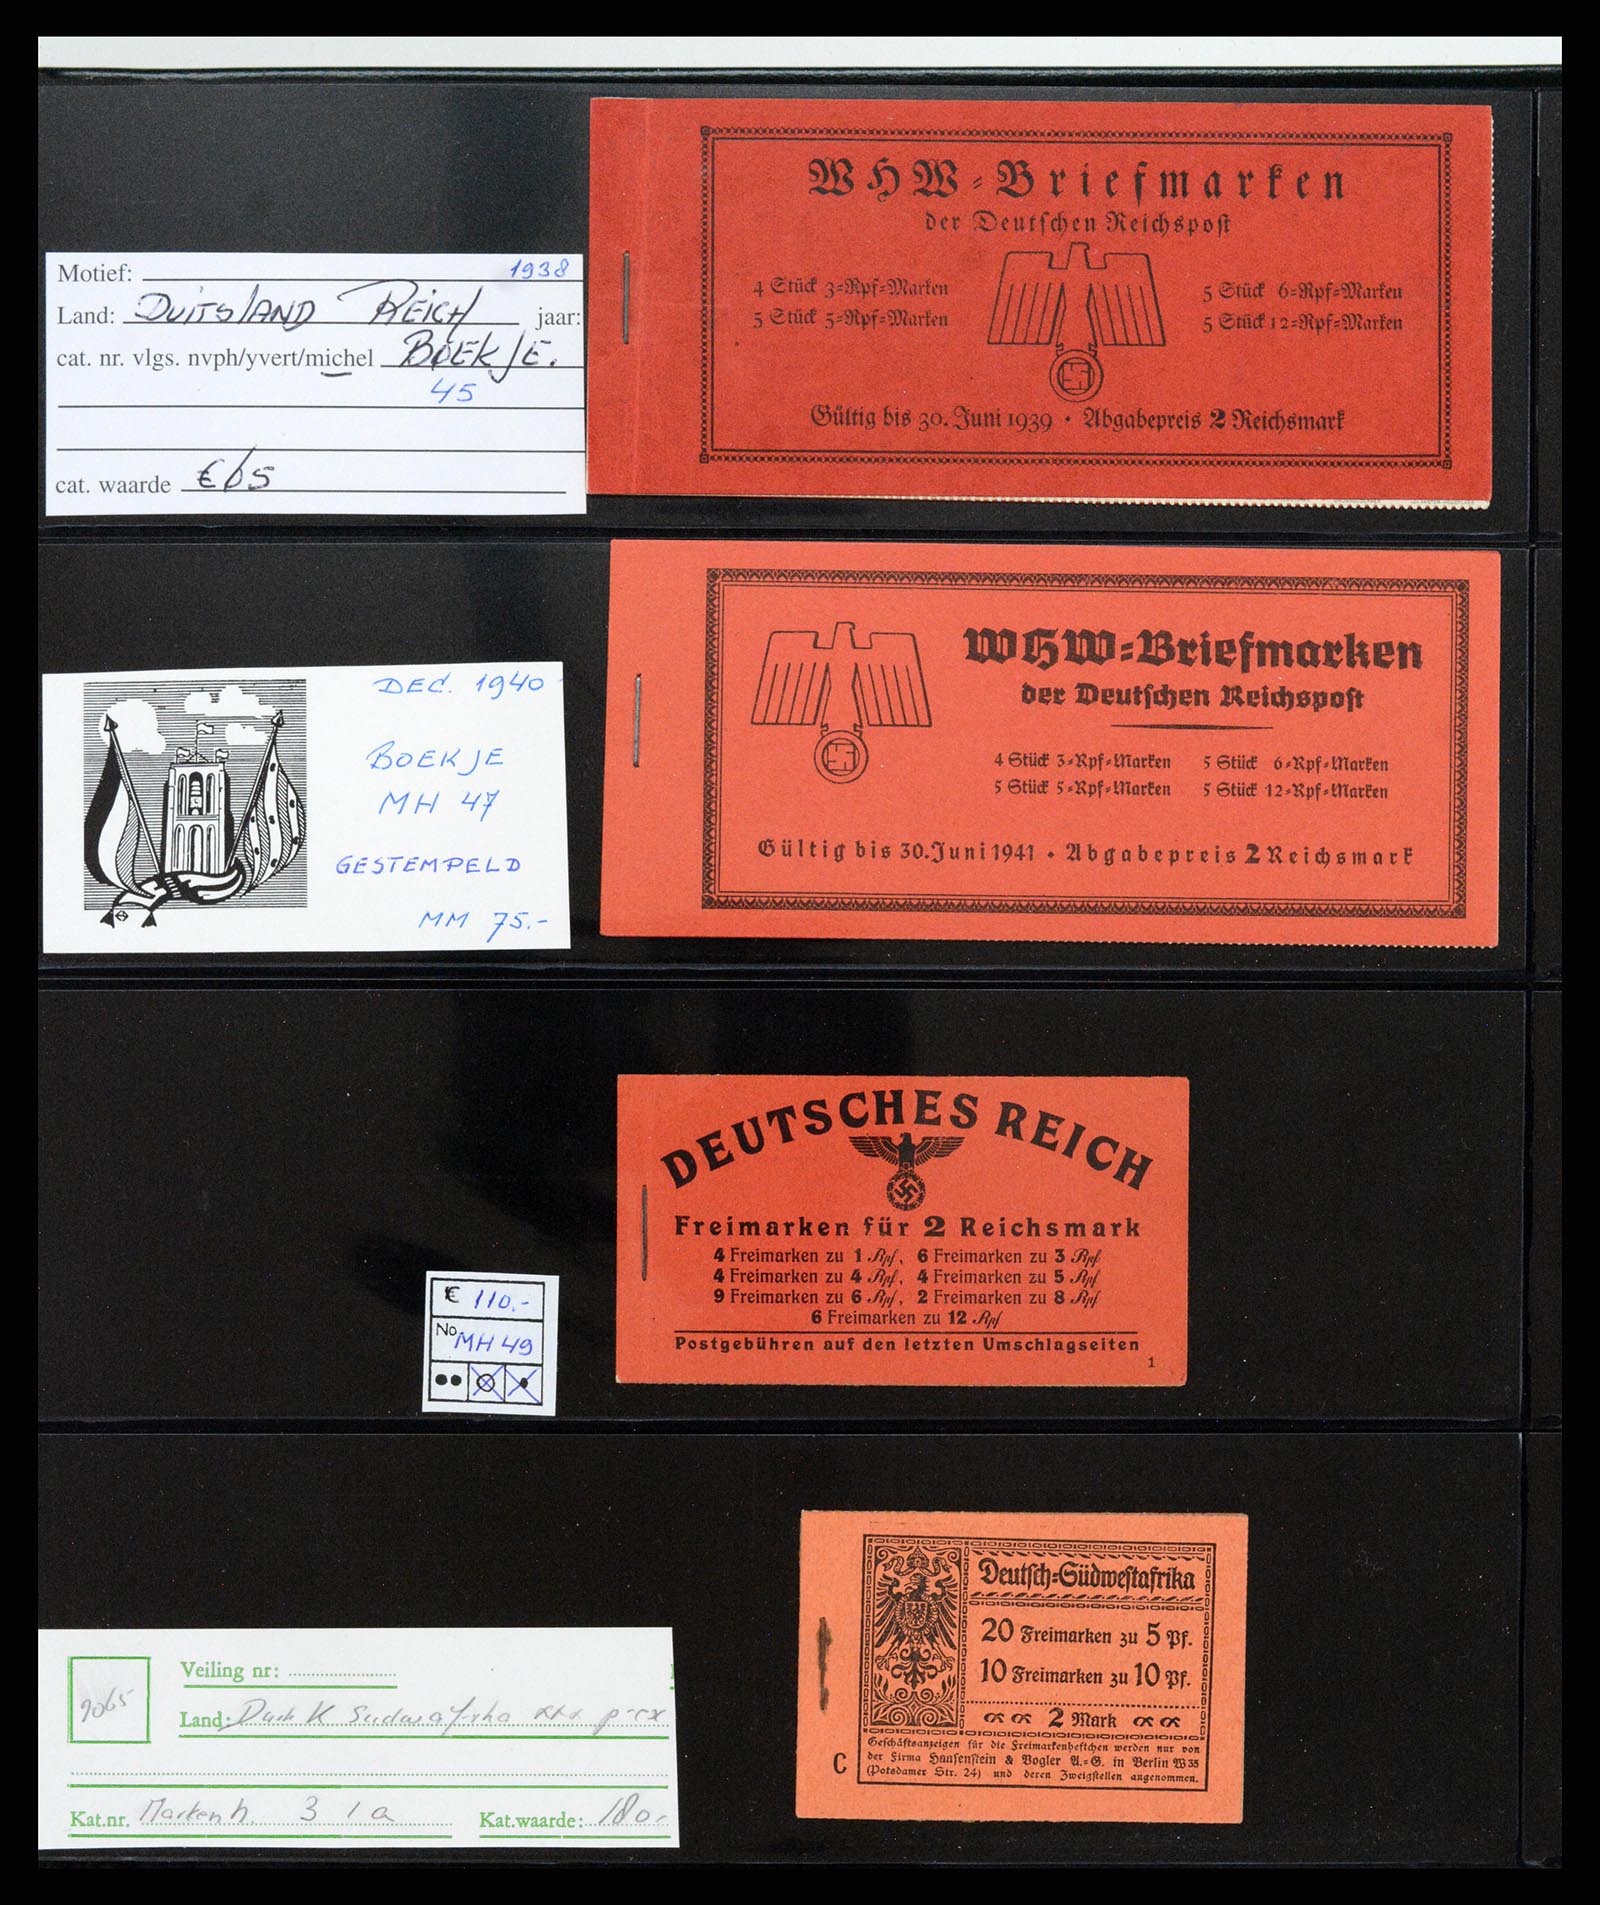 WHW-Briefmarken
der Deutschen Reichspost
4 Stück 3-Rpf-Marken 5 Stück 6-Rpf-Marken
5 Stück 5-Rpf-Marken 5 Stück 12-Rpf-Marken
Gültig bis 30. Juni 1939 · Abgabepreis 2 Reichsmark
Motief: 1938
Land: DUITSLAND REICH jaar:
cat. nr. vlgs. nvph/yvert/michel BOEKJE.
45
cat. waarde €65
WHW-Briefmarken
der Deutschen Reichspost
4 Stück 3-Rpf-Marken 5 Stück 6-Rpf-Marken
5 Stück 5-Rpf-Marken 5 Stück 12-Rpf-Marken
Gültig bis 30. Juni 1941 · Abgabepreis 2 Reichsmark
DEC. 1940
BOEKJE
MH 47
GESTEMPELD
MM 75.-
DEUTSCHES REICH
Freimarken für 2 Reichsmark
4 Freimarken zu 1 Rpf, 6 Freimarken zu 3 Rpf
4 Freimarken zu 4 Rpf, 4 Freimarken zu 5 Rpf
9 Freimarken zu 6 Rpf, 2 Freimarken zu 8 Rpf
6 Freimarken zu 12 Rpf
Postgebühren auf den letzten Umschlagseiten
1
€ 110.-
No MH 49
Deutsch-Südwestafrika
20 Freimarken zu 5 Pf.
10 Freimarken zu 10 Pf.
2 Mark
Geschäftsanzeigen für die Freimarkenheftchen werden nur von
der Firma Haasenstein & Vogler A.-G. in Berlin W35
(Potsdamer Str. 24) und deren Zweigstellen angenommen.
C
9065
Veiling nr:
Land: Sudwafrka
Kat.nr. Markenh. 3 I a Kat.waarde: 180.-